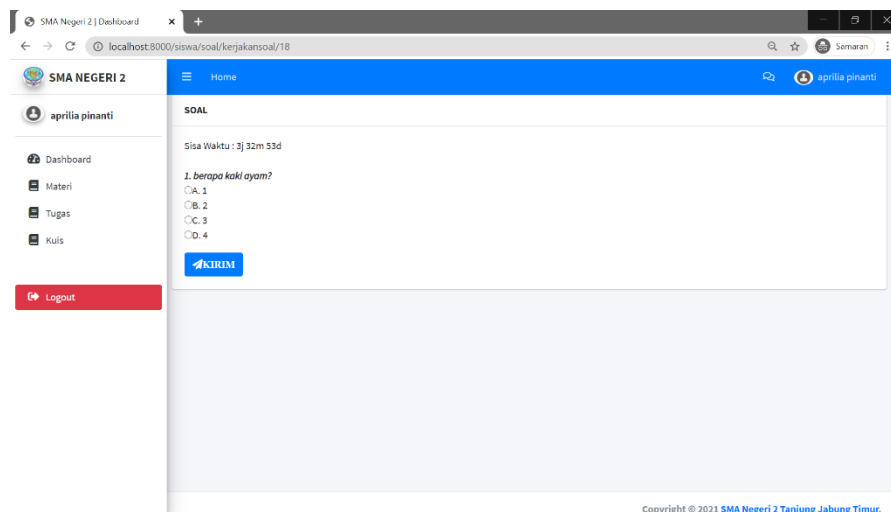 SMA Negeri 2 | Dashboard
localhost:8000/siswa/soal/kerjakansoal/18
Samaran
SMA NEGERI 2
Home
aprilia pinanti
aprilia pinanti
Dashboard
Materi
Tugas
Kuis
Logout
SOAL
Sisa Waktu : 3j 32m 53d
1. berapa kaki ayam?
A. 1
B. 2
C. 3
D. 4
KIRIM
Copyright © 2021 SMA Negeri 2 Tanjung Jabung Timur.